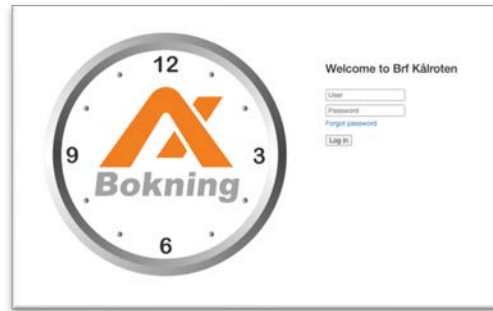 12
9
3
Bokning
6
Welcome to Brf Kålroten
User
Password
Forgot password
Log in